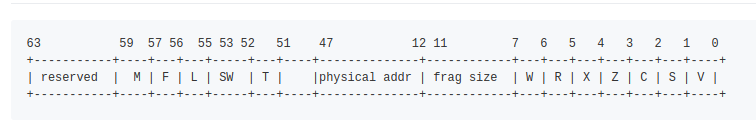 63 59 57 56 55 53 52 51 47 12 11 7 6 5 4 3 2 1 0
+-----------+----+---+---+-----+---+----+-------------+------------+---+---+---+---+---+---+---+
| reserved | M | F | L | SW | T | |physical addr | frag size | W | R | X | Z | C | S | V |
+-----------+----+---+---+-----+---+----+-------------+------------+---+---+---+---+---+---+---+